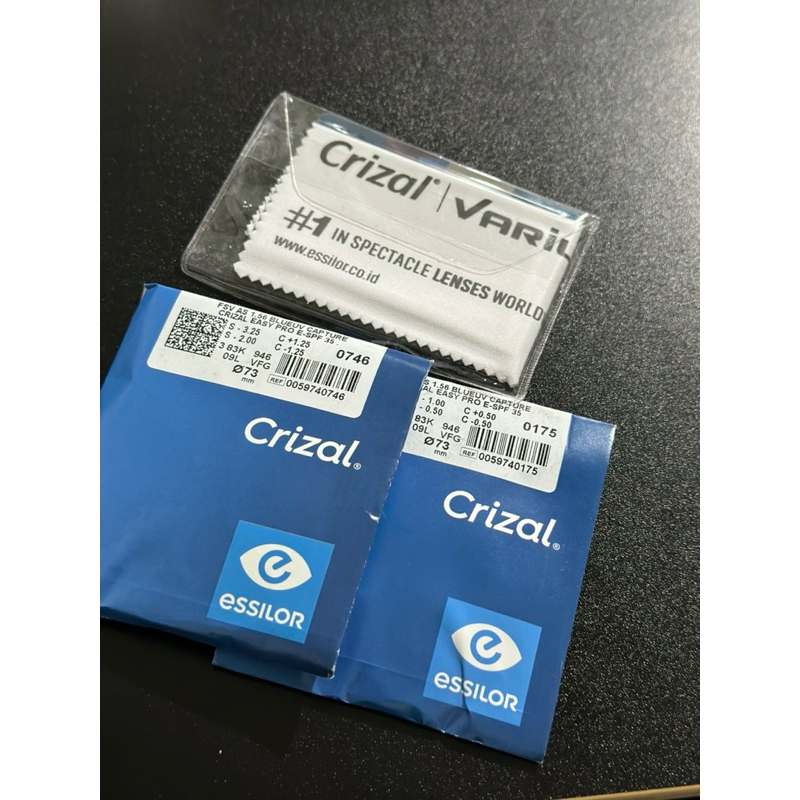 Crizal® | VARIL
#1 IN SPECTACLE LENSES WORLD
www.essilor.co.id
FSV AS 1.56 BLUEUV CAPTURE
CRIZAL EASY PRO E-SPF 35 -
S - 3.25 C +1.25
S - 2.00 C -1.25
0746
3 83K 946
09L VFG
Ø73
mm
REF 0059740746
Crizal®
essilor
S 1.56 BLUEUV CAPTURE
AL EASY PRO E-SPF 35
- 1.00 C +0.50
- 0.50 C -0.50
0175
83K 946
09L VFG
Ø73
mm
REF 0059740175
Crizal®
essilor